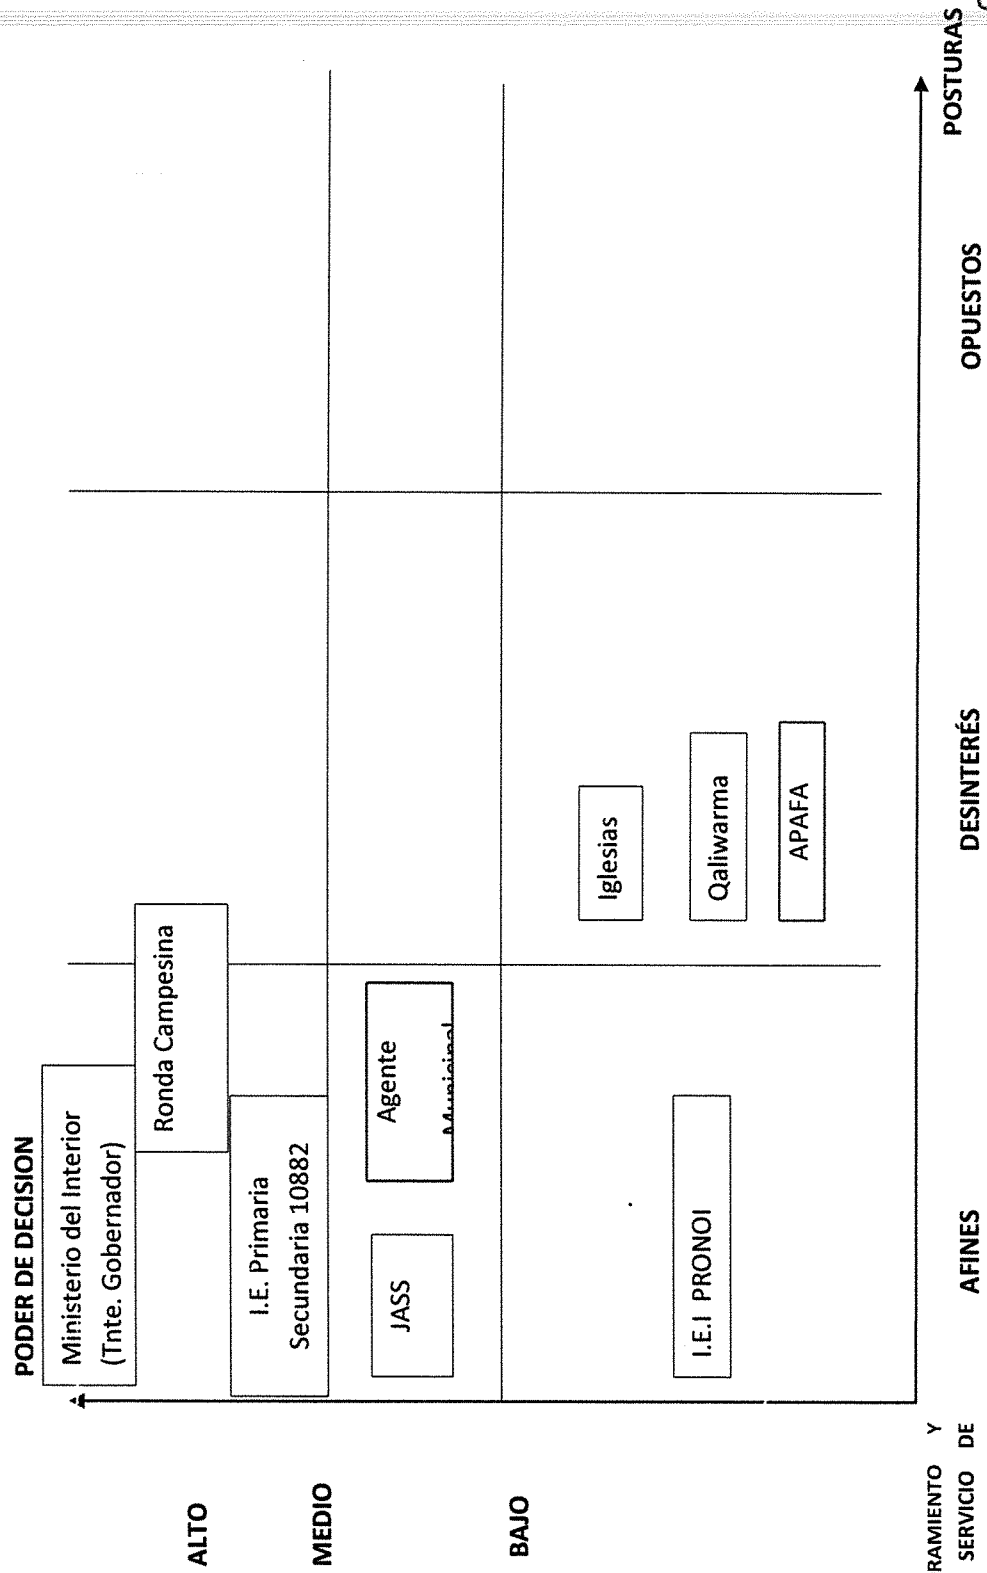 PODER DE DECISION
Ministerio del Interior
(Tnte. Gobernador)
Ronda Campesina
ALTO
I.E. Primaria
Secundaria 10882
MEDIO
Agente
Municipal
JASS
BAJO
Iglesias
I.E.I PRONOI
Qaliwarma
APAFA
POSTURAS
AFINES
DESINTERÉS
OPUESTOS
RAMIENTO Y
SERVICIO DE